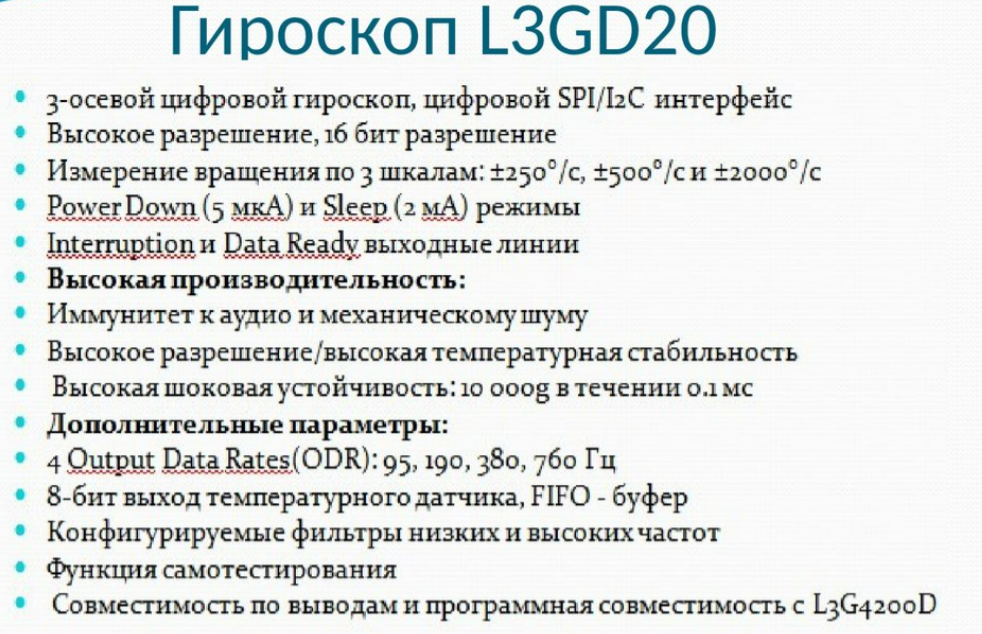 Гироскоп L3GD20
• 3-осевой цифровой гироскоп, цифровой SPI/I2C интерфейс
• Высокое разрешение, 16 бит разрешение
• Измерение вращения по 3 шкалам: ±250°/с, ±500°/с и ±2000°/с
• Power Down (5 мкА) и Sleep (2 мА) режимы
• Interruption и Data Ready выходные линии
• Высокая производительность:
• Иммунитет к аудио и механическому шуму
• Высокое разрешение/высокая температурная стабильность
• Высокая шоковая устойчивость: 10 000g в течении 0.1 мс
• Дополнительные параметры:
• 4 Output Data Rates(ODR): 95, 190, 380, 760 Гц
• 8-бит выход температурного датчика, FIFO - буфер
• Конфигурируемые фильтры низких и высоких частот
• Функция самотестирования
• Совместимость по выводам и программная совместимость с L3G4200D